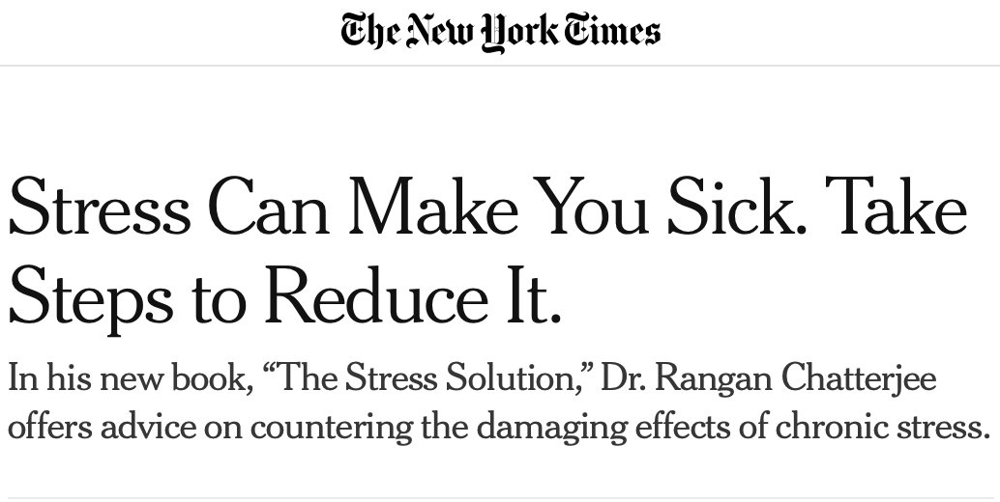 The New York Times
Stress Can Make You Sick. Take
Steps to Reduce It.
In his new book, “The Stress Solution,” Dr. Rangan Chatterjee
offers advice on countering the damaging effects of chronic stress.